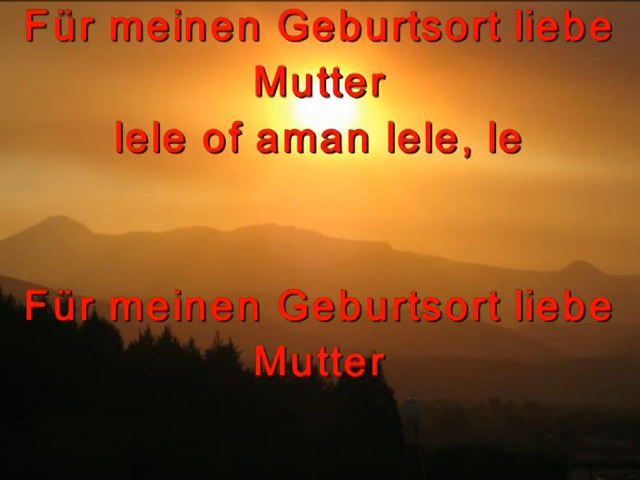 Für meinen Geburtsort liebe
Mutter
lele of aman lele, le
Für meinen Geburtsort liebe
Mutter